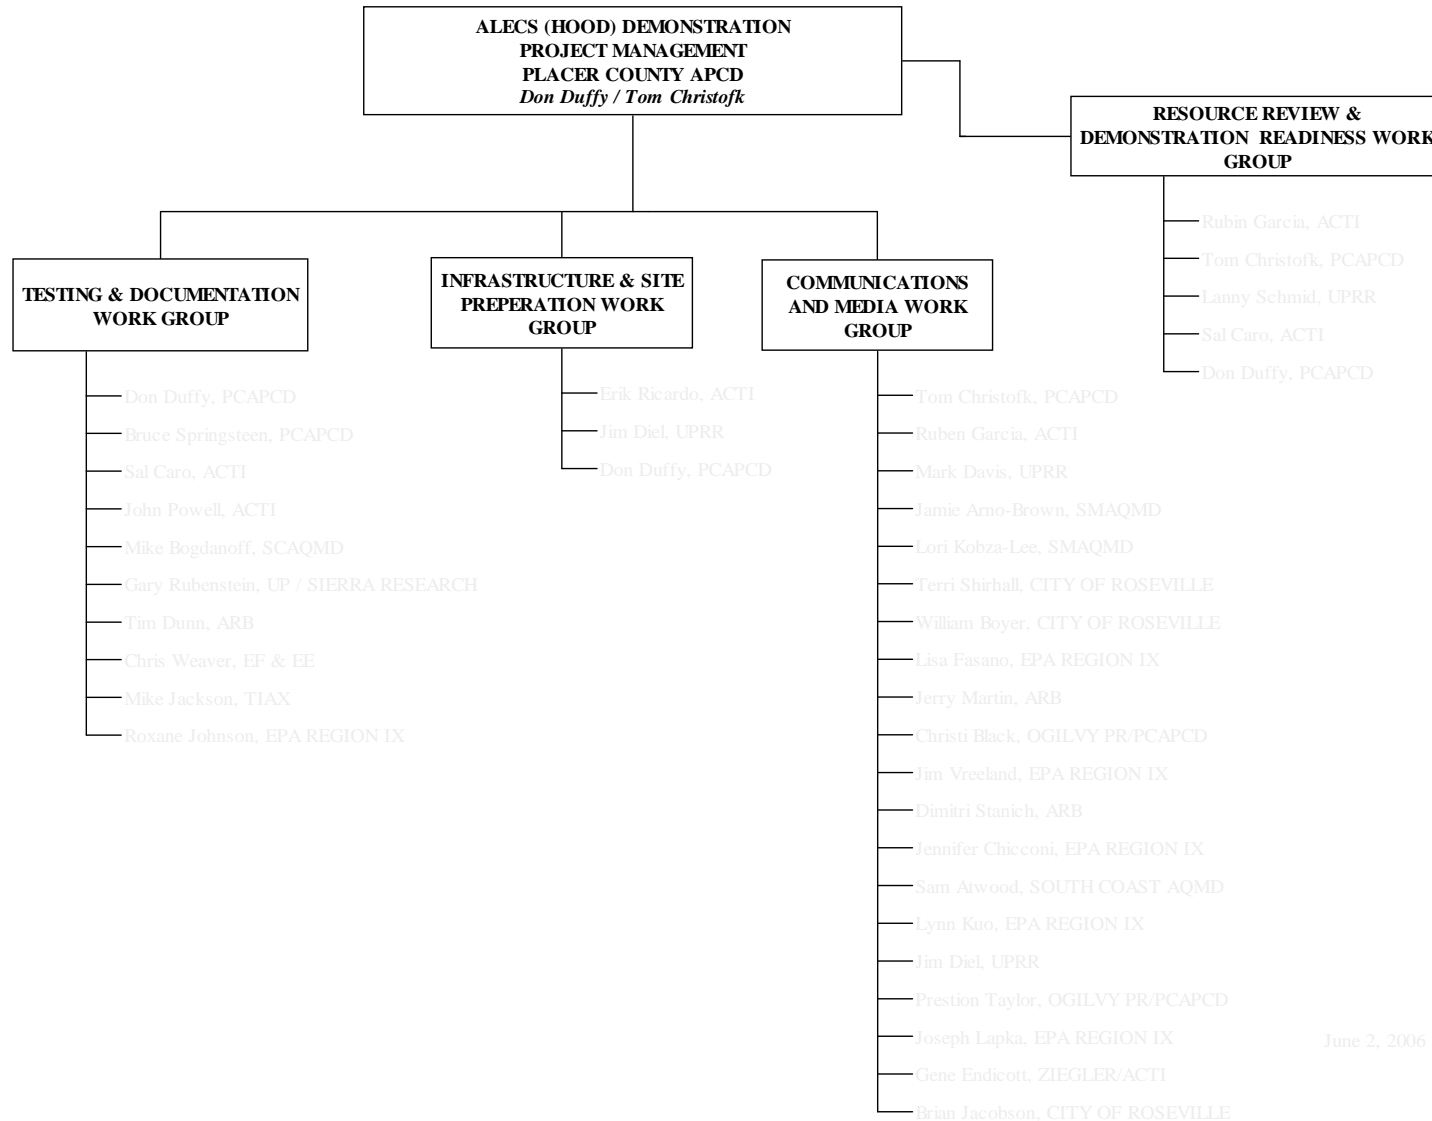 ALECS (HOOD) DEMONSTRATION
PROJECT MANAGEMENT
PLACER COUNTY APCD
Don Duffy / Tom Christofk
RESOURCE REVIEW &
DEMONSTRATION READINESS WORK
GROUP
Rubin Garcia, ACTI
Tom Christofk, PCAPCD
Lanny Schmid, UPRR
Sal Caro, ACTI
Don Duffy, PCAPCD
TESTING & DOCUMENTATION
WORK GROUP
Don Duffy, PCAPCD
Bruce Springsteen, PCAPCD
Sal Caro, ACTI
John Powell, ACTI
Mike Bogdanoff, SCAQMD
Gary Rubenstein, UP / SIERRA RESEARCH
Tim Dunn, ARB
Chris Weaver, EF & EE
Mike Jackson, TIAX
Roxane Johnson, EPA REGION IX
INFRASTRUCTURE & SITE
PREPERATION WORK
GROUP
Erik Ricardo, ACTI
Jim Diel, UPRR
Don Duffy, PCAPCD
COMMUNICATIONS
AND MEDIA WORK
GROUP
Tom Christofk, PCAPCD
Ruben Garcia, ACTI
Mark Davis, UPRR
Jamie Arno-Brown, SMAQMD
Lori Kobza-Lee, SMAQMD
Terri Shirhall, CITY OF ROSEVILLE
William Boyer, CITY OF ROSEVILLE
Lisa Fasano, EPA REGION IX
Jerry Martin, ARB
Christi Black, OGILVY PR/PCAPCD
Jim Vreeland, EPA REGION IX
Dimitri Stanich, ARB
Jennifer Chicconi, EPA REGION IX
Sam Atwood, SOUTH COAST AQMD
Lynn Kuo, EPA REGION IX
Jim Diel, UPRR
Prestion Taylor, OGILVY PR/PCAPCD
Joseph Lapka, EPA REGION IX
Gene Endicott, ZIEGLER/ACTI
Brian Jacobson, CITY OF ROSEVILLE
June 2, 2006